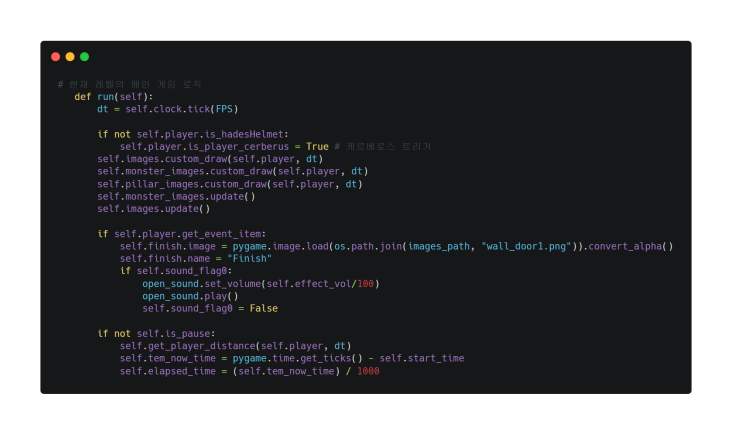 # 현재 레벨의 메인 게임 로직
def run(self):
dt = self.clock.tick(FPS)
if not self.player.is_hadesHelmet:
self.player.is_player_cerberus = True # 케르베로스 트리거
self.images.custom_draw(self.player, dt)
self.monster_images.custom_draw(self.player, dt)
self.pillar_images.custom_draw(self.player, dt)
self.monster_images.update()
self.images.update()
if self.player.get_event_item:
self.finish.image = pygame.image.load(os.path.join(images_path, "wall_door1.png")).convert_alpha()
self.finish.name = "Finish"
if self.sound_flag0:
open_sound.set_volume(self.effect_vol/100)
open_sound.play()
self.sound_flag0 = False
if not self.is_pause:
self.get_player_distance(self.player, dt)
self.tem_now_time = pygame.time.get_ticks() - self.start_time
self.elapsed_time = (self.tem_now_time) / 1000